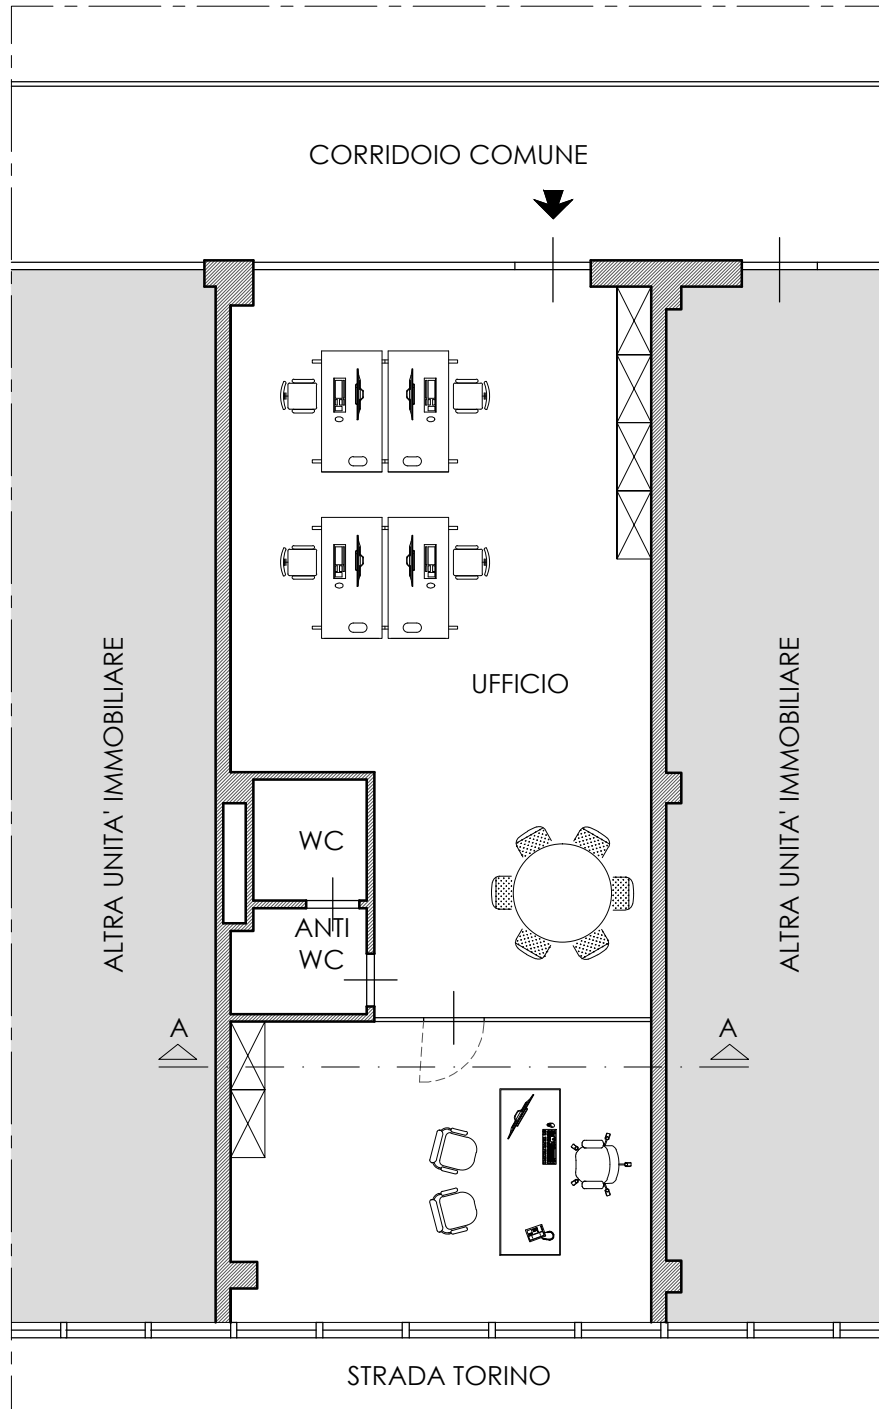 CORRIDOIO COMUNE
ALTRA UNITA' IMMOBILIARE
UFFICIO
ALTRA UNITA' IMMOBILIARE
WC
ANTI
WC
A
A
STRADA TORINO